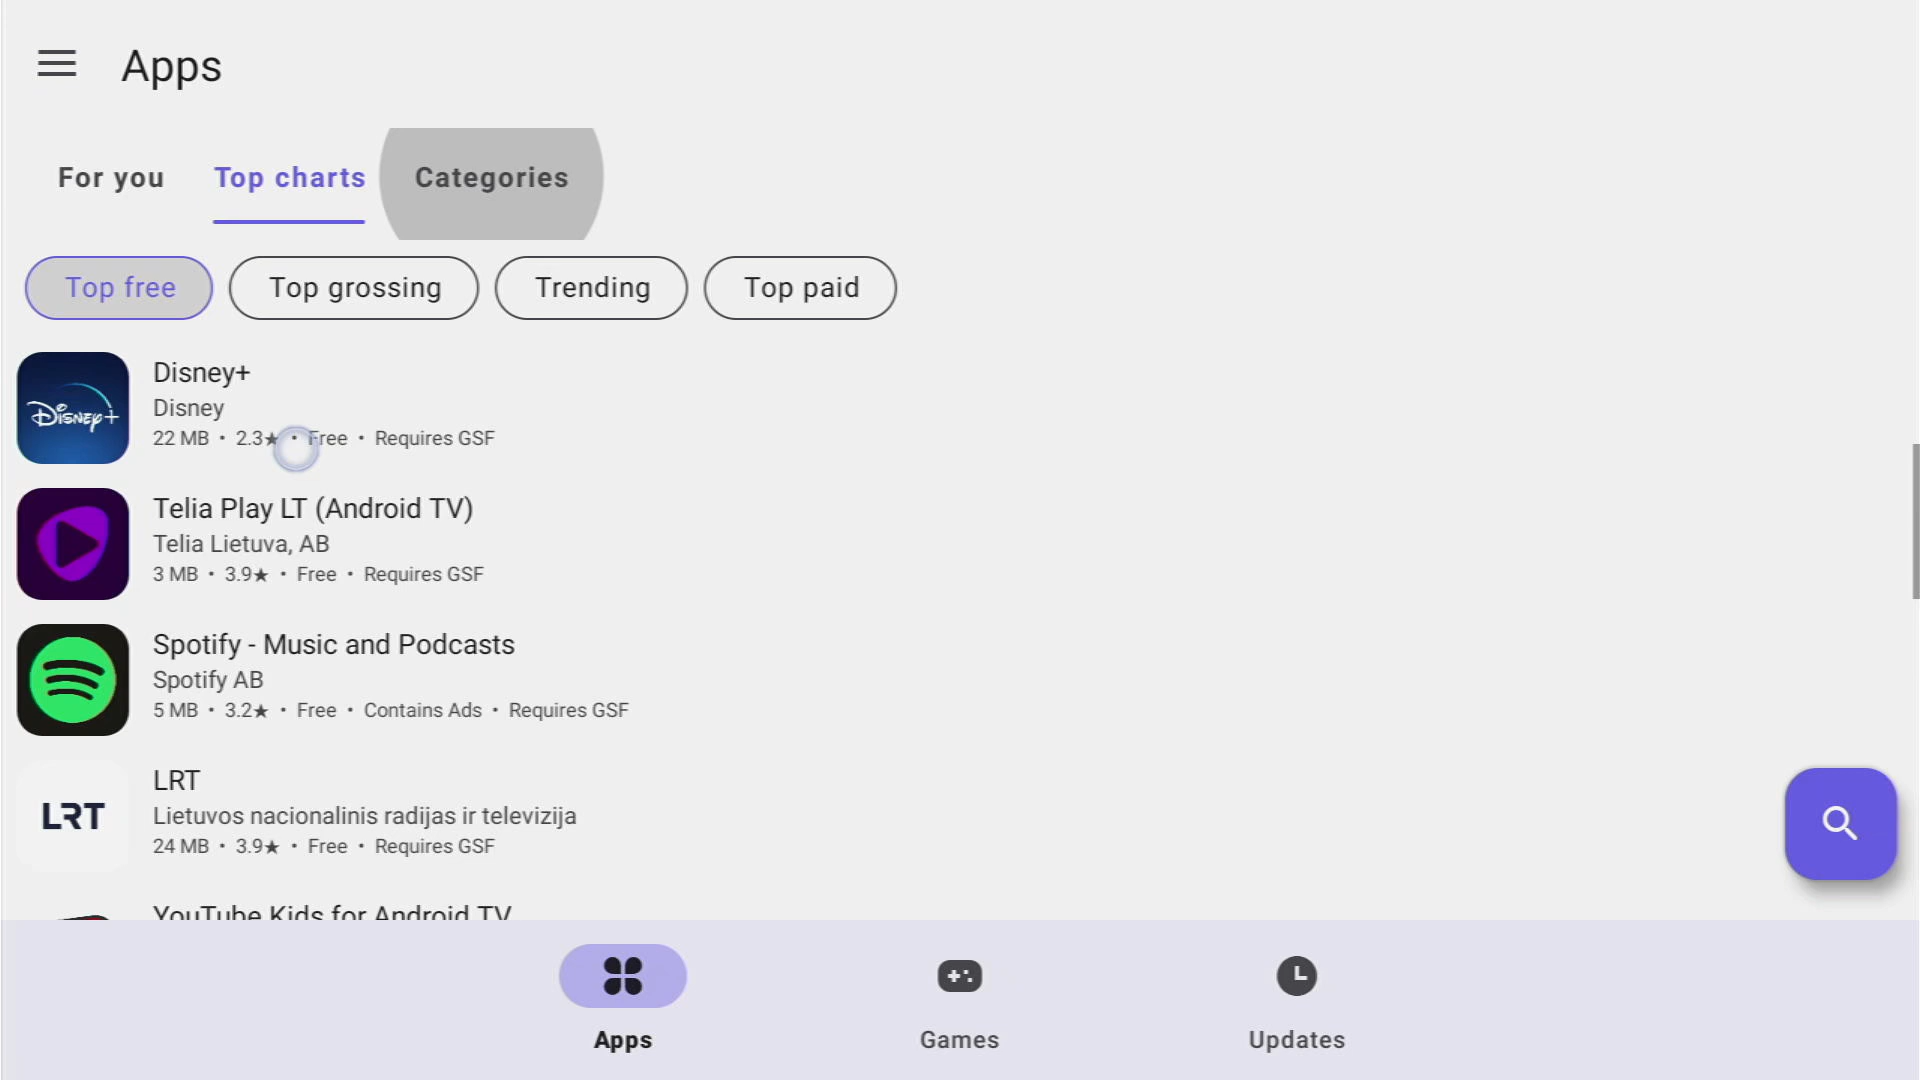 Apps
For you
Top charts
Categories
Top free
Top grossing
Trending
Top paid
Disney+
Disney+
Disney
22 MB • 2.3★ • Free • Requires GSF
Telia Play LT (Android TV)
Telia Lietuva, AB
3 MB • 3.9★ • Free • Requires GSF
Spotify - Music and Podcasts
Spotify AB
5 MB • 3.2★ • Free • Contains Ads • Requires GSF
LRT
LRT
Lietuvos nacionalinis radijas ir televizija
24 MB • 3.9★ • Free • Requires GSF
YouTube Kids for Android TV
Apps
Games
Updates